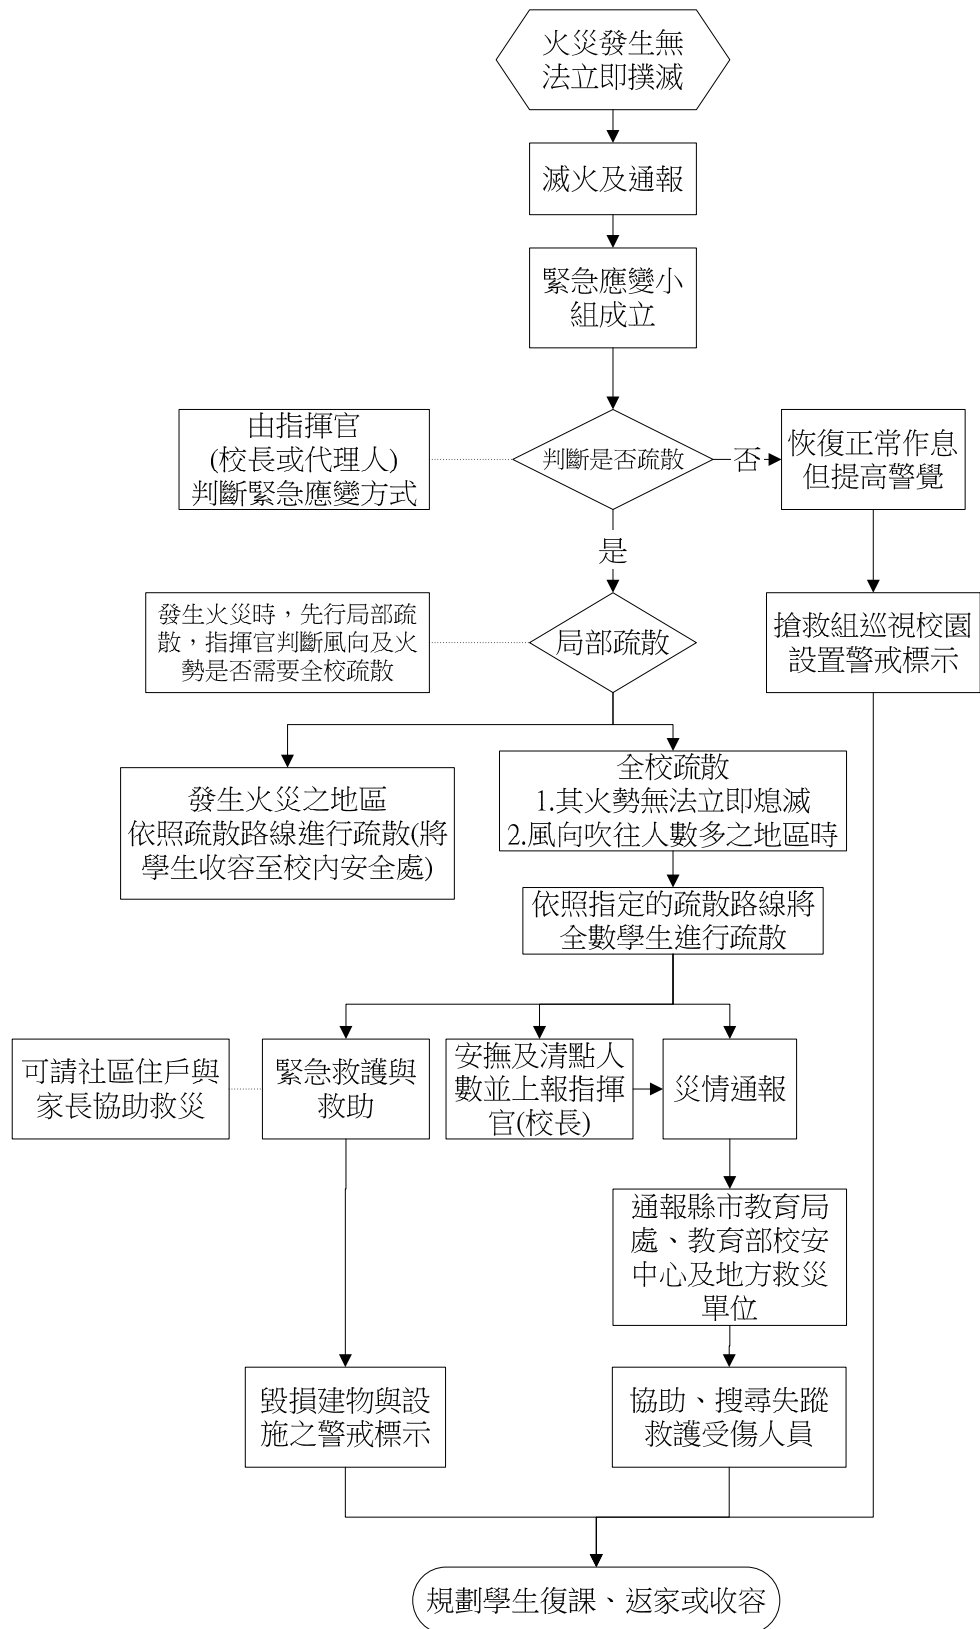 火災發生無
法立即撲滅
滅火及通報
緊急應變小
組成立
由指揮官
(校長或代理人)
判斷緊急應變方式
判斷是否疏散
否
恢復正常作息
但提高警覺
是
發生火災時，先行局部疏
散，指揮官判斷風向及火
勢是否需要全校疏散
局部疏散
搶救組巡視校園
設置警戒標示
發生火災之地區
依照疏散路線進行疏散(將
學生收容至校內安全處)
全校疏散
1.其火勢無法立即熄滅
2.風向吹往人數多之地區時
依照指定的疏散路線將
全數學生進行疏散
可請社區住戶與
家長協助救災
緊急救護與
救助
安撫及清點人
數並上報指揮
官(校長)
災情通報
通報縣市教育局
處、教育部校安
中心及地方救災
單位
毀損建物與設
施之警戒標示
協助、搜尋失蹤
救護受傷人員
規劃學生復課、返家或收容